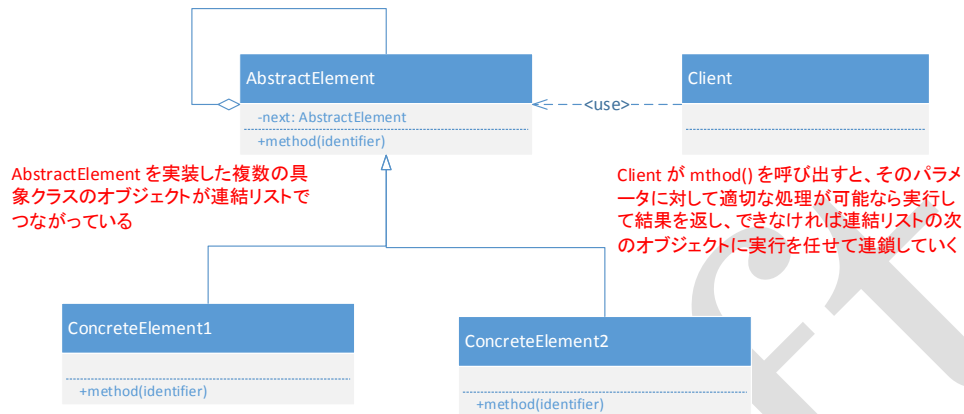 AbstractElement
-next: AbstractElement
+method(identifier)
Client
<use>
AbstractElement を実装した複数の具
象クラスのオブジェクトが連結リストで
つながっている
Client が mthod() を呼び出すと、そのパラメ
ータに対して適切な処理が可能なら実行し
て結果を返し、できなければ連結リストの次
のオブジェクトに実行を任せて連鎖していく
ConcreteElement1
+method(identifier)
ConcreteElement2
+method(identifier)